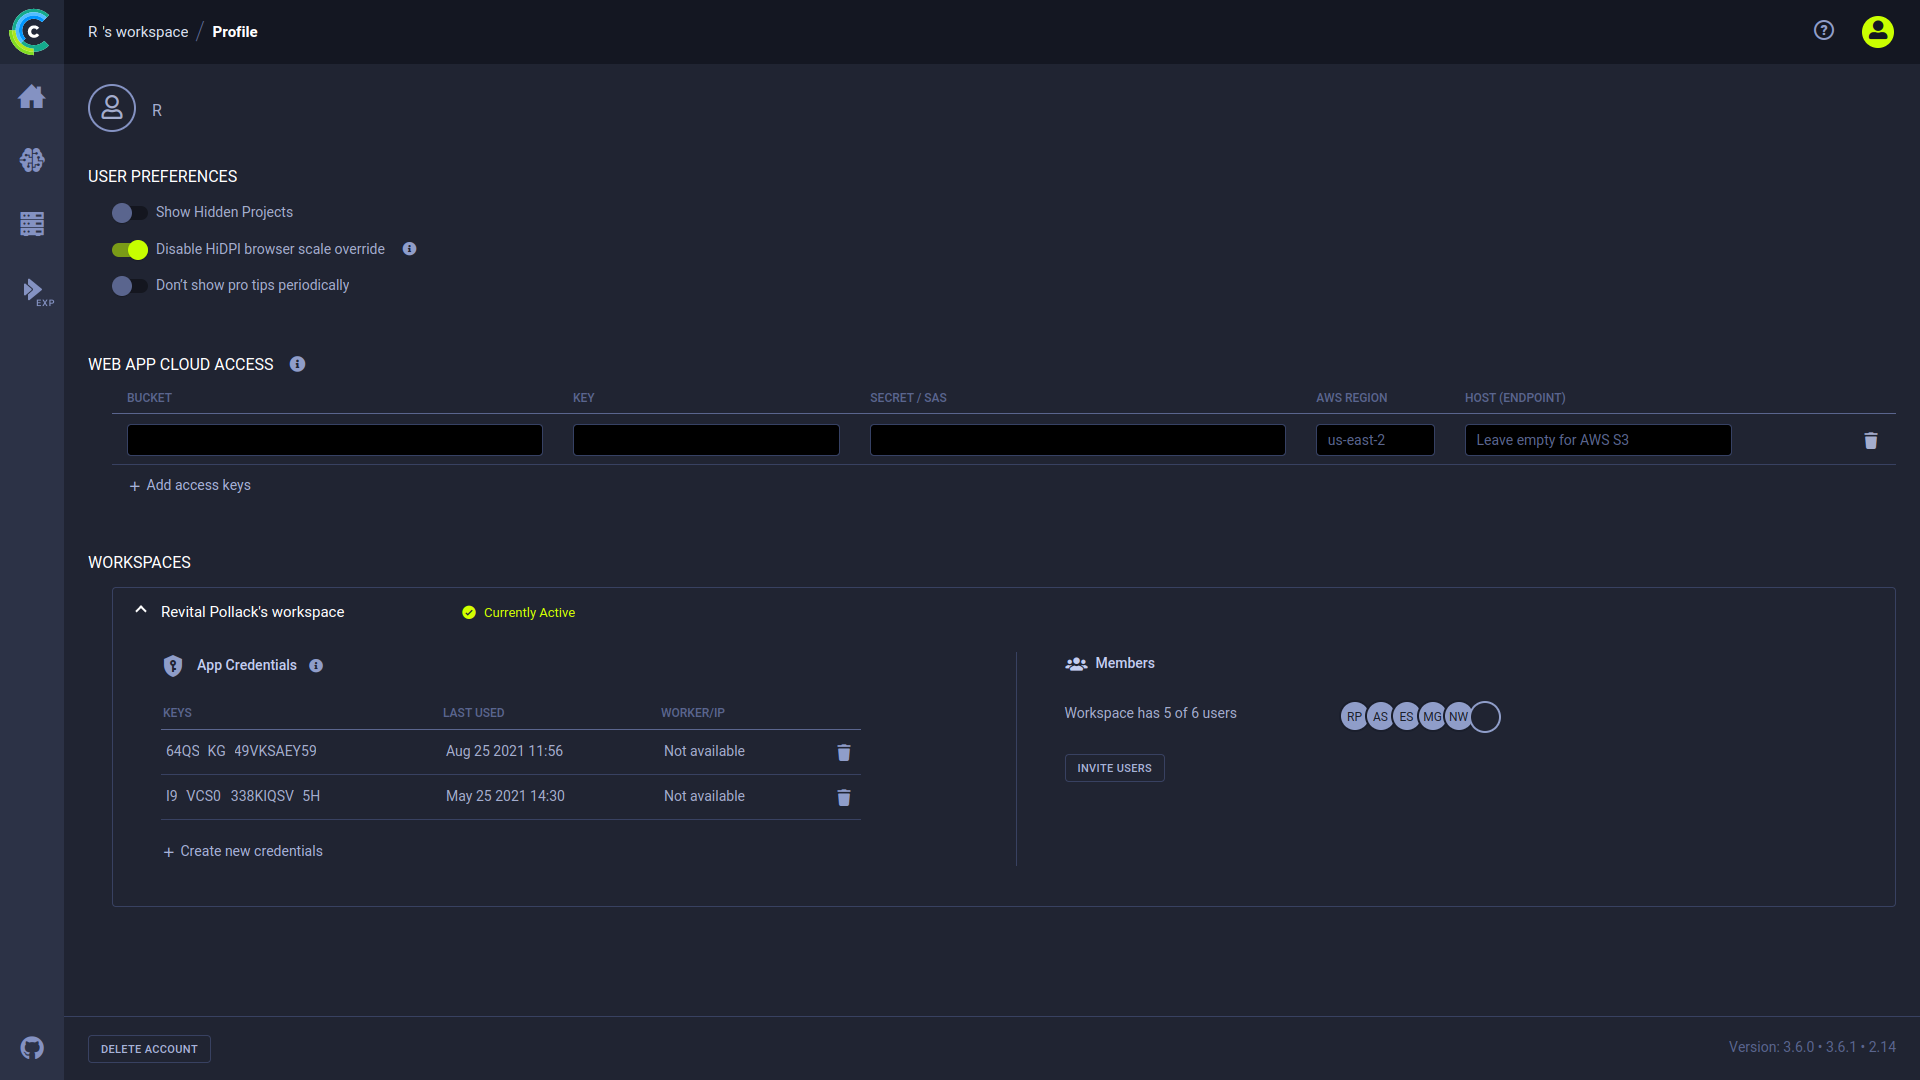 R 's workspace / Profile
R
USER PREFERENCES
Show Hidden Projects
Disable HiDPI browser scale override
Don't show pro tips periodically
EXP
WEB APP CLOUD ACCESS
BUCKET KEY SECRET / SAS AWS REGION HOST (ENDPOINT)
us-east-2 Leave empty for AWS S3
+ Add access keys
WORKSPACES
Revital Pollack's workspace Currently Active
App Credentials
KEYS LAST USED WORKER/IP
64QS KG 49VKSAEY59 Aug 25 2021 11:56 Not available
I9 VCS0 338KIQSV 5H May 25 2021 14:30 Not available
+ Create new credentials
Members
Workspace has 5 of 6 users RP AS ES MG NW
INVITE USERS
DELETE ACCOUNT
Version: 3.6.0 • 3.6.1 • 2.14